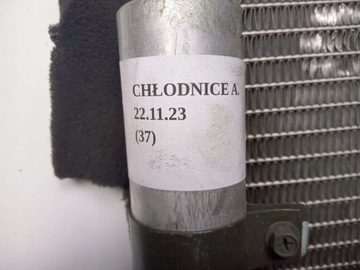 CHŁODNICE A.
22.11.23
(37)